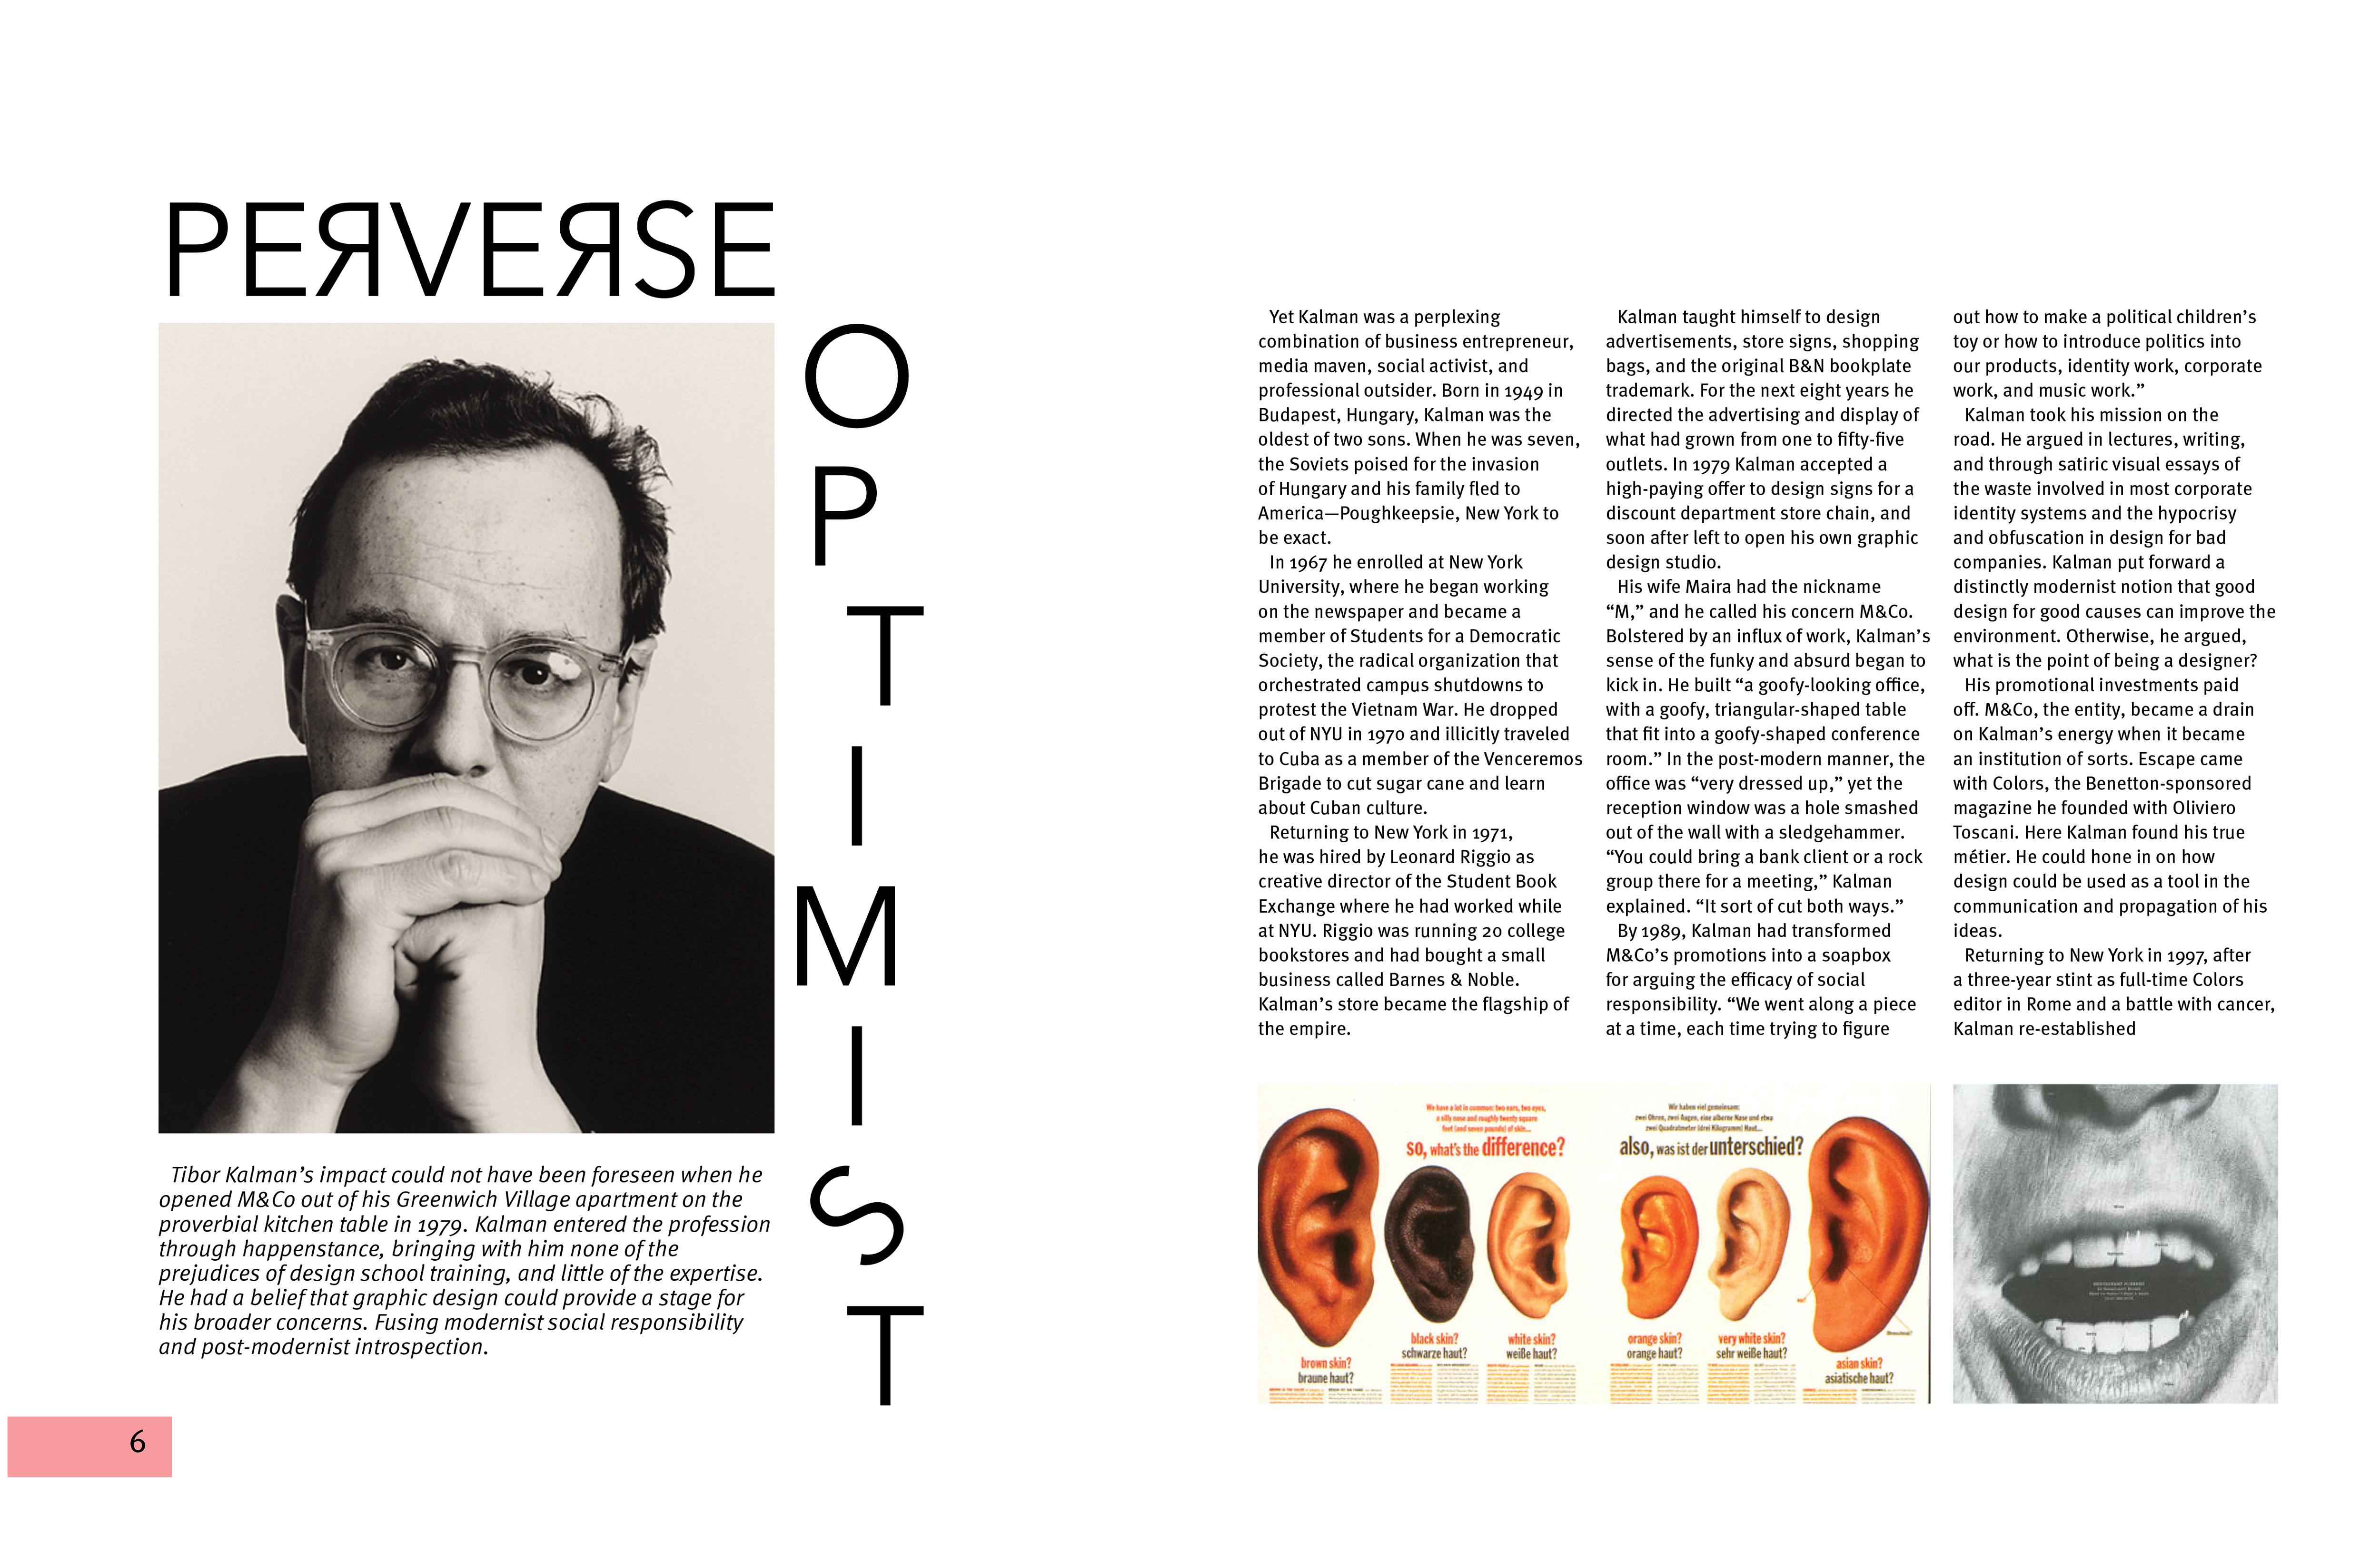 PEЯVEЯSE
O
P
T
I
M
I
S
T
Tibor Kalman’s impact could not have been foreseen when he
opened M&Co out of his Greenwich Village apartment on the
proverbial kitchen table in 1979. Kalman entered the profession
through happenstance, bringing with him none of the
prejudices of design school training, and little of the expertise.
He had a belief that graphic design could provide a stage for
his broader concerns. Fusing modernist social responsibility
and post-modernist introspection.
6
Yet Kalman was a perplexing
combination of business entrepreneur,
media maven, social activist, and
professional outsider. Born in 1949 in
Budapest, Hungary, Kalman was the
oldest of two sons. When he was seven,
the Soviets poised for the invasion
of Hungary and his family fled to
America—Poughkeepsie, New York to
be exact.
In 1967 he enrolled at New York
University, where he began working
on the newspaper and became a
member of Students for a Democratic
Society, the radical organization that
orchestrated campus shutdowns to
protest the Vietnam War. He dropped
out of NYU in 1970 and illicitly traveled
to Cuba as a member of the Venceremos
Brigade to cut sugar cane and learn
about Cuban culture.
Returning to New York in 1971,
he was hired by Leonard Riggio as
creative director of the Student Book
Exchange where he had worked while
at NYU. Riggio was running 20 college
bookstores and had bought a small
business called Barnes & Noble.
Kalman’s store became the flagship of
the empire.
Kalman taught himself to design
advertisements, store signs, shopping
bags, and the original B&N bookplate
trademark. For the next eight years he
directed the advertising and display of
what had grown from one to fifty-five
outlets. In 1979 Kalman accepted a
high-paying offer to design signs for a
discount department store chain, and
soon after left to open his own graphic
design studio.
His wife Maira had the nickname
“M,” and he called his concern M&Co.
Bolstered by an influx of work, Kalman’s
sense of the funky and absurd began to
kick in. He built “a goofy-looking office,
with a goofy, triangular-shaped table
that fit into a goofy-shaped conference
room.” In the post-modern manner, the
office was “very dressed up,” yet the
reception window was a hole smashed
out of the wall with a sledgehammer.
“You could bring a bank client or a rock
group there for a meeting,” Kalman
explained. “It sort of cut both ways.”
By 1989, Kalman had transformed
M&Co’s promotions into a soapbox
for arguing the efficacy of social
responsibility. “We went along a piece
at a time, each time trying to figure
out how to make a political children’s
toy or how to introduce politics into
our products, identity work, corporate
work, and music work.”
Kalman took his mission on the
road. He argued in lectures, writing,
and through satiric visual essays of
the waste involved in most corporate
identity systems and the hypocrisy
and obfuscation in design for bad
companies. Kalman put forward a
distinctly modernist notion that good
design for good causes can improve the
environment. Otherwise, he argued,
what is the point of being a designer?
His promotional investments paid
off. M&Co, the entity, became a drain
on Kalman’s energy when it became
an institution of sorts. Escape came
with Colors, the Benetton-sponsored
magazine he founded with Oliviero
Toscani. Here Kalman found his true
métier. He could hone in on how
design could be used as a tool in the
communication and propagation of his
ideas.
Returning to New York in 1997, after
a three-year stint as full-time Colors
editor in Rome and a battle with cancer,
Kalman re-established
We have a lot in common: two ears, two eyes,
a silly nose and roughly twenty square
feet (and seven pounds) of skin...
so, what’s the difference?
Wir haben viel gemeinsam:
zwei Ohren, zwei Augen, eine alberne Nase und etwa
zwei Quadratmeter (drei Kilogramm) Haut...
also, was ist der unterschied?
brown skin?
braune haut?
black skin?
schwarze haut?
white skin?
weiße haut?
orange skin?
orange haut?
very white skin?
sehr weiße haut?
asian skin?
asiatische haut?